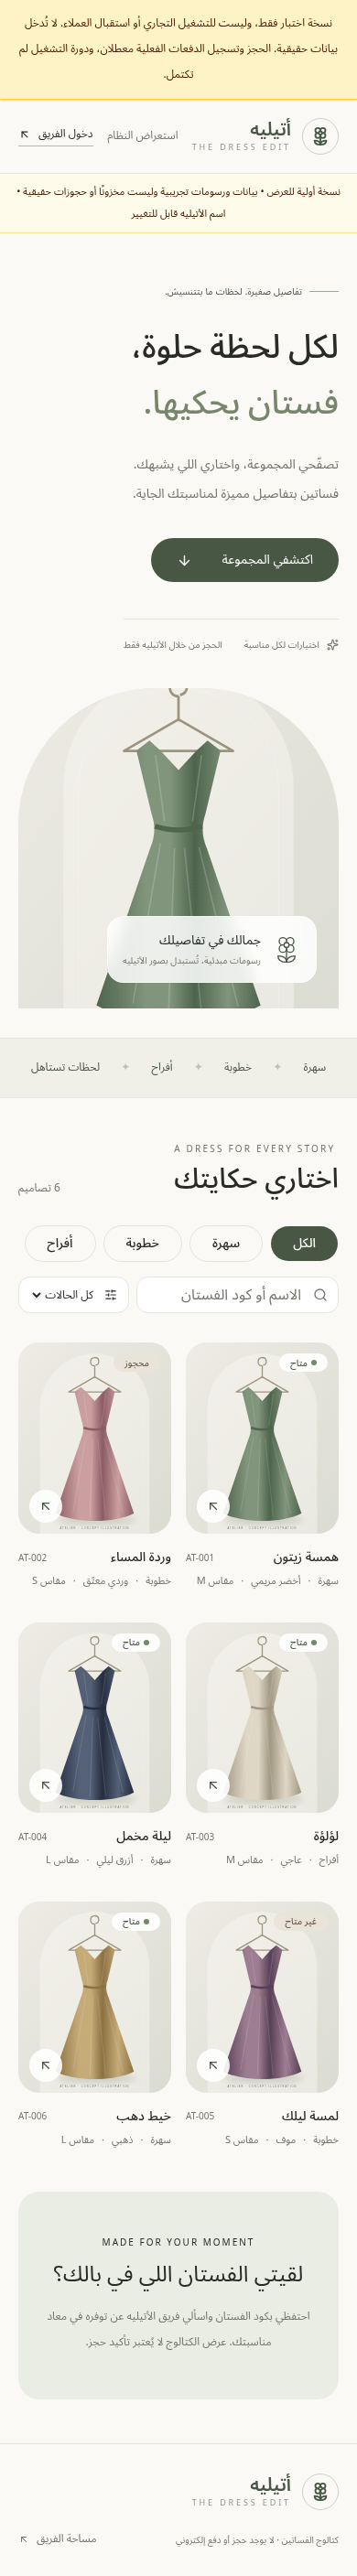 نسخة اختبار فقط، وليست للتشغيل التجاري أو استقبال العملاء. لا تُدخل
بيانات حقيقية. الحجز وتسجيل الدفعات الفعلية معطلان، ودورة التشغيل لم
تكتمل.
أتيليه
THE DRESS EDIT
استعراض النظام
دخول الفريق
نسخة أولية للعرض • بيانات ورسومات تجريبية وليست مخزونًا أو حجوزات حقيقية •
اسم الأتيليه قابل للتغيير
تفاصيل صغيرة. لحظات ما بتتنسيش.
لكل لحظة حلوة،
فستان يحكيها.
تصفّحي المجموعة، واختاري اللي يشبهك.
فساتين بتفاصيل مميزة لمناسبتك الجاية.
اكتشفي المجموعة
اختيارات لكل مناسبة
الحجز من خلال الأتيليه فقط
جمالك في تفاصيلك
رسومات مبدئية، تُستبدل بصور الأتيليه
سهرة
خطوبة
أفراح
لحظات تستاهل
A DRESS FOR EVERY STORY
اختاري حكايتك
6 تصاميم
الكل
سهرة
خطوبة
أفراح
الاسم أو كود الفستان
كل الحالات
متاح
همسة زيتون
AT-001
سهرة · أخضر مريمي · مقاس M
محجوز
وردة المساء
AT-002
خطوبة · وردي معتّق · مقاس S
متاح
لؤلؤة
AT-003
أفراح · عاجي · مقاس M
متاح
ليلة مخمل
AT-004
سهرة · أزرق ليلي · مقاس L
غير متاح
لمسة ليلك
AT-005
خطوبة · موف · مقاس S
متاح
خيط دهب
AT-006
سهرة · ذهبي · مقاس L
MADE FOR YOUR MOMENT
لقيتي الفستان اللي في بالك؟
احتفظي بكود الفستان واسألي فريق الأتيليه عن توفره في معاد
مناسبتك. عرض الكتالوج لا يُعتبر تأكيد حجز.
أتيليه
THE DRESS EDIT
كتالوج الفساتين · لا يوجد حجز أو دفع إلكتروني
مساحة الفريق